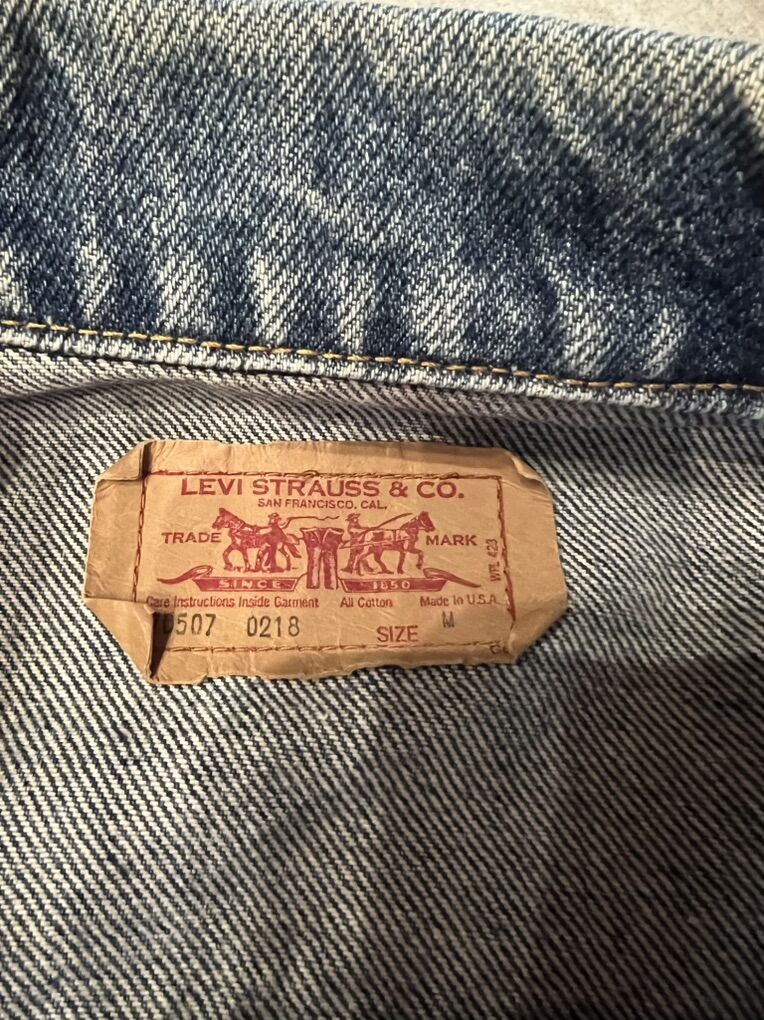 LEVI STRAUSS & CO.
SAN FRANCISCO, CAL.
TRADE MARK
SINCE 1850
WPL 423
Care Instructions Inside Garment All Cotton Made in U.S.A.
70507 0218 SIZE M